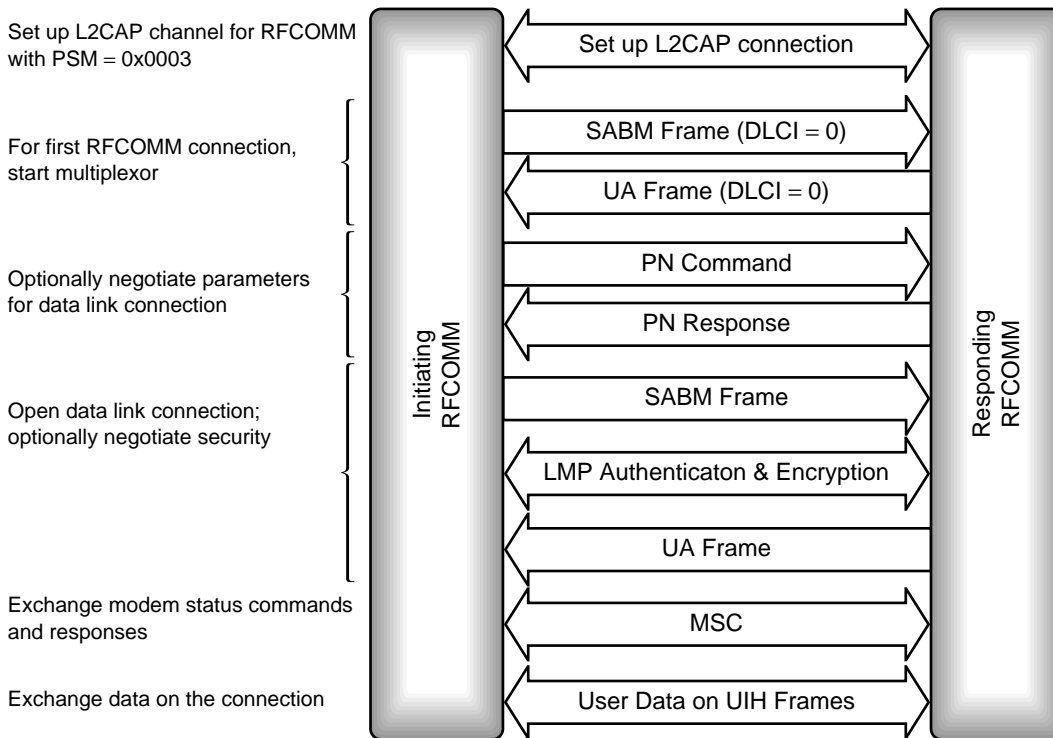 Set up L2CAP channel for RFCOMM
with PSM = 0x0003
Set up L2CAP connection
For first RFCOMM connection,
start multiplexor
SABM Frame (DLCI = 0)
UA Frame (DLCI = 0)
Optionally negotiate parameters
for data link connection
PN Command
PN Response
Initiating
RFCOMM
Responding
RFCOMM
Open data link connection;
optionally negotiate security
SABM Frame
LMP Authenticaton & Encryption
UA Frame
Exchange modem status commands
and responses
MSC
Exchange data on the connection
User Data on UIH Frames